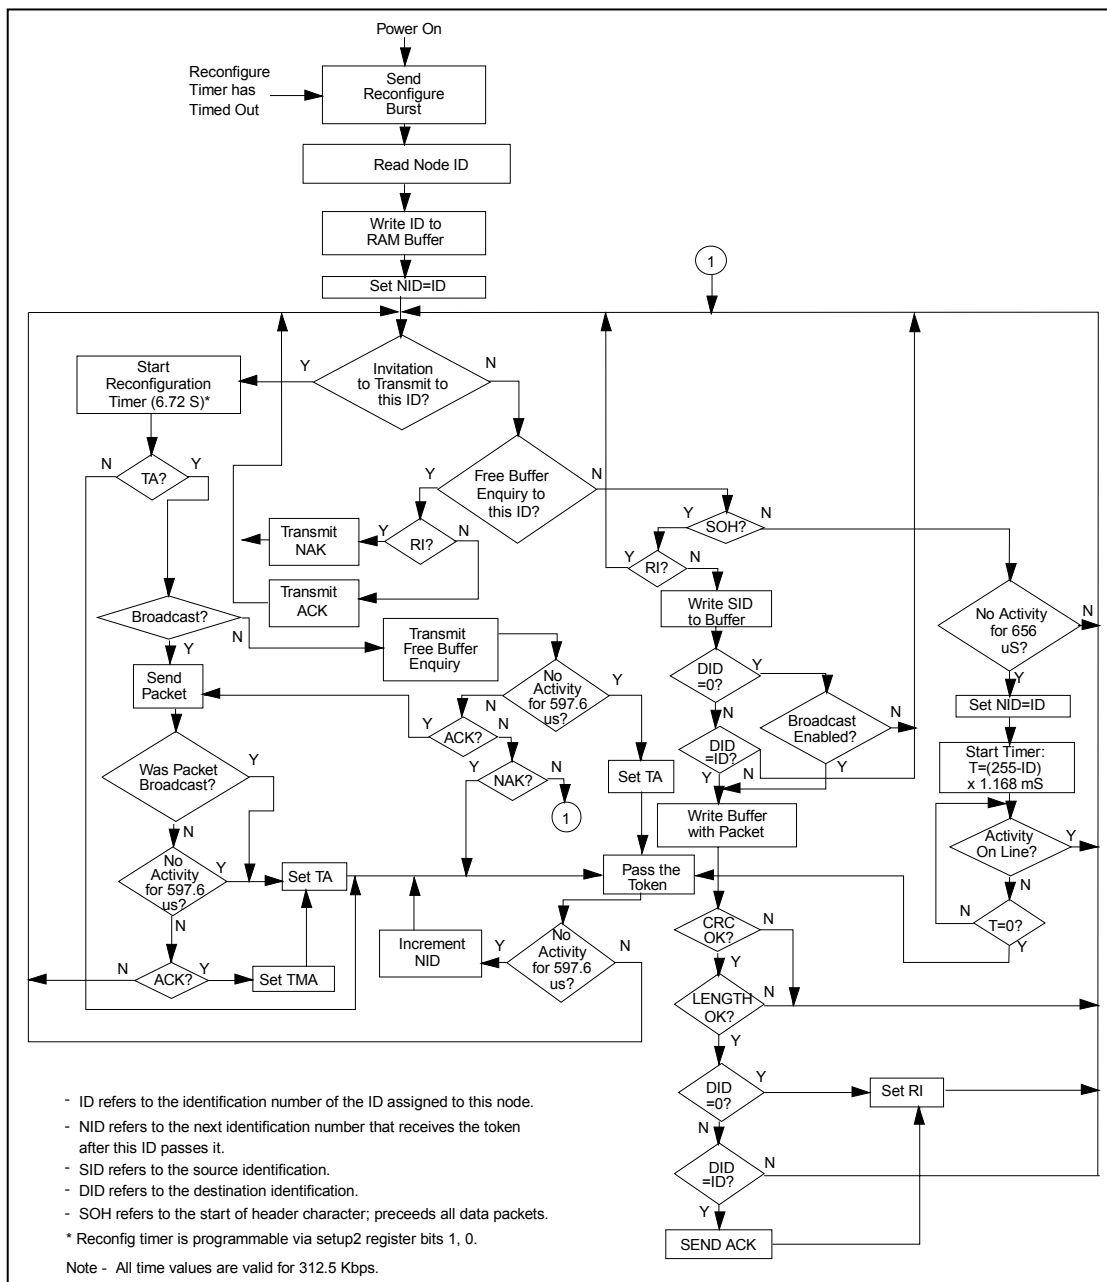 Power On
Reconfigure
Timer has
Timed Out
Send
Reconfigure
Burst
Read Node ID
Write ID to
RAM Buffer
Set NID=ID
1
Start
Reconfiguration
Timer (6.72 S)*
Y
Invitation
to Transmit to
this ID?
N
N
TA?
Y
Y
Free Buffer
Enquiry to
this ID?
N
Transmit
NAK
Y
RI?
N
Transmit
ACK
Y
SOH?
N
Y
RI?
N
Write SID
to Buffer
No Activity
for 656
uS?
N
Y
Broadcast?
N
Y
Transmit
Free Buffer
Enquiry
No
Activity
for 597.6
us?
N
Y
DID
=0?
Y
N
Broadcast
Enabled?
N
Y
Set NID=ID
Send
Packet
Y
ACK?
N
DID
=ID?
N
Y
Start Timer:
T=(255-ID)
x 1.168 mS
Was Packet
Broadcast?
Y
N
Y
NAK?
N
1
Set TA
Write Buffer
with Packet
Activity
On Line?
Y
N
No
Activity
for 597.6
us?
Y
N
Set TA
Pass the
Token
N
T=0?
Y
CRC
OK?
N
Y
Increment
NID
Y
No
Activity
for 597.6
us?
N
N
ACK?
Y
Set TMA
LENGTH
OK?
N
Y
DID
=0?
Y
N
Set RI
DID
=ID?
N
Y
SEND ACK
- ID refers to the identification number of the ID assigned to this node.
- NID refers to the next identification number that receives the token
after this ID passes it.
- SID refers to the source identification.
- DID refers to the destination identification.
- SOH refers to the start of header character; preceeds all data packets.
* Reconfig timer is programmable via setup2 register bits 1, 0.
Note - All time values are valid for 312.5 Kbps.